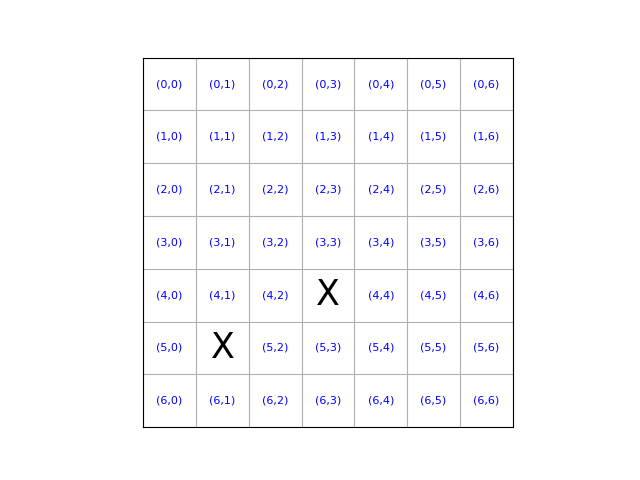 (0,0) (0,1) (0,2) (0,3) (0,4) (0,5) (0,6)
(1,0) (1,1) (1,2) (1,3) (1,4) (1,5) (1,6)
(2,0) (2,1) (2,2) (2,3) (2,4) (2,5) (2,6)
(3,0) (3,1) (3,2) (3,3) (3,4) (3,5) (3,6)
(4,0) (4,1) (4,2) X (4,4) (4,5) (4,6)
(5,0) X (5,2) (5,3) (5,4) (5,5) (5,6)
(6,0) (6,1) (6,2) (6,3) (6,4) (6,5) (6,6)